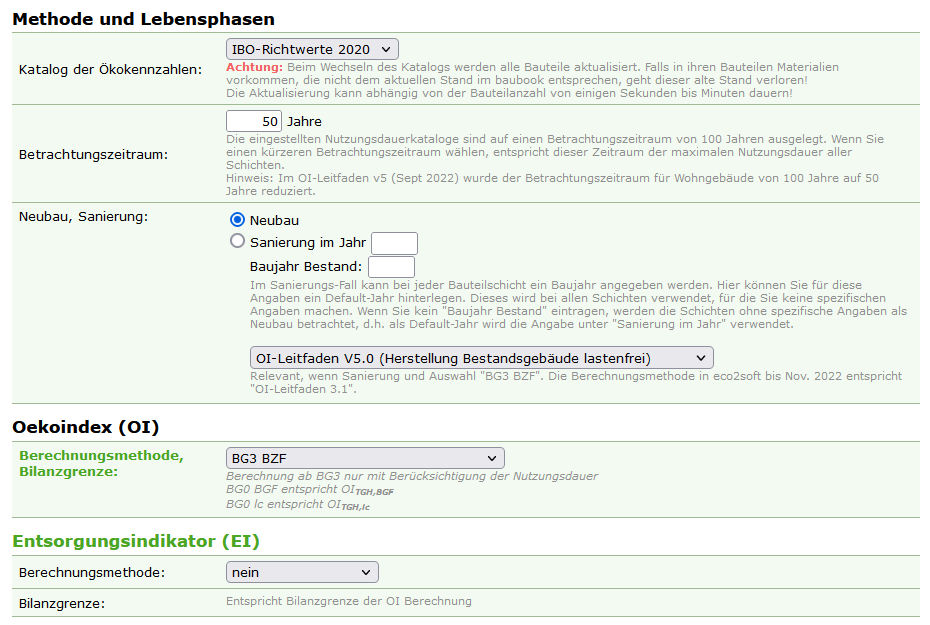 Methode und Lebensphasen
Katalog der Ökokennzahlen:
IBO-Richtwerte 2020
Achtung: Beim Wechseln des Katalogs werden alle Bauteile aktualisiert. Falls in ihren Bauteilen Materialien
vorkommen, die nicht dem aktuellen Stand im baubook entsprechen, geht dieser alte Stand verloren!
Die Aktualisierung kann abhängig von der Bauteilanzahl von einigen Sekunden bis Minuten dauern!
Betrachtungszeitraum:
50 Jahre
Die eingestellten Nutzungsdauerkataloge sind auf einen Betrachtungszeitraum von 100 Jahren ausgelegt. Wenn Sie
einen kürzeren Betrachtungszeitraum wählen, entspricht dieser Zeitraum der maximalen Nutzungsdauer aller
Schichten.
Hinweis: Im OI-Leitfaden v5 (Sept 2022) wurde der Betrachtungszeitraum für Wohngebäude von 100 Jahre auf 50
Jahre reduziert.
Neubau, Sanierung:
Neubau
Sanierung im Jahr
Baujahr Bestand:
Im Sanierungs-Fall kann bei jeder Bauteilschicht ein Baujahr angegeben werden. Hier können Sie für diese
Angaben ein Default-Jahr hinterlegen. Dieses wird bei allen Schichten verwendet, für die Sie keine spezifischen
Angaben machen. Wenn Sie kein "Baujahr Bestand" eintragen, werden die Schichten ohne spezifische Angaben als
Neubau betrachtet, d.h. als Default-Jahr wird die Angabe unter "Sanierung im Jahr" verwendet.
OI-Leitfaden V5.0 (Herstellung Bestandsgebäude lastenfrei)
Relevant, wenn Sanierung und Auswahl "BG3 BZF". Die Berechnungsmethode in eco2soft bis Nov. 2022 entspricht
"OI-Leitfaden 3.1".
Oekoindex (OI)
Berechnungsmethode,
Bilanzgrenze:
BG3 BZF
Berechnung ab BG3 nur mit Berücksichtigung der Nutzungsdauer
BG0 BGF entspricht OITGH,BGF
BG0 lc entspricht OITGH,lc
Entsorgungsindikator (EI)
Berechnungsmethode:
nein
Bilanzgrenze:
Entspricht Bilanzgrenze der OI Berechnung